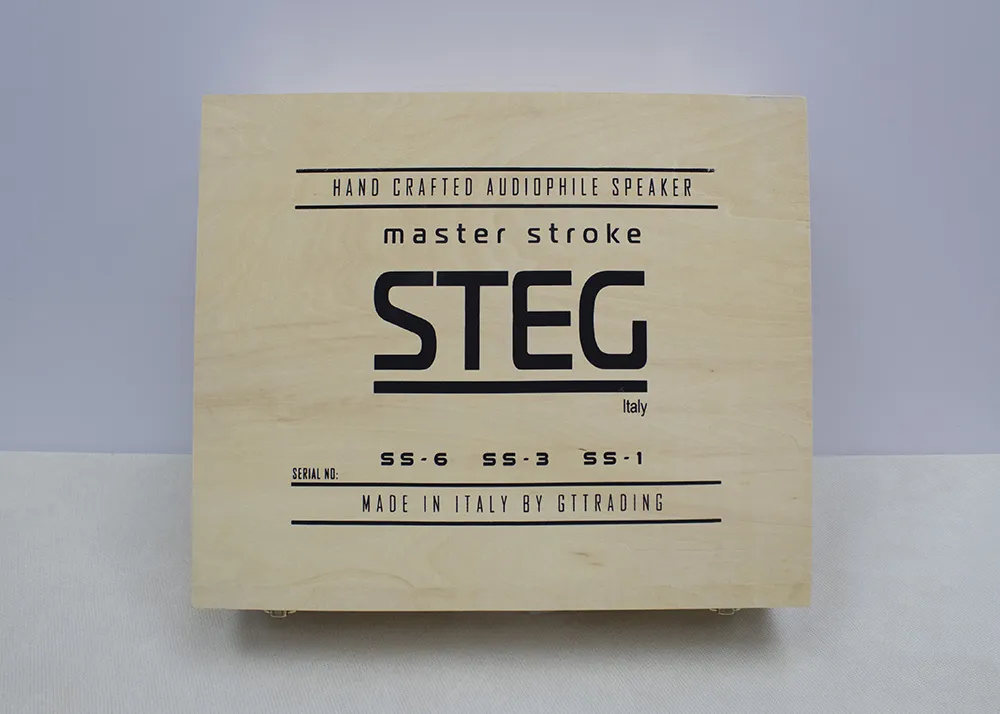 HAND CRAFTED AUDIOPHILE SPEAKER
master stroke
STEG
Italy
SS-6 SS-3 SS-1
SERIAL NO:
MADE IN ITALY BY GTTRADING